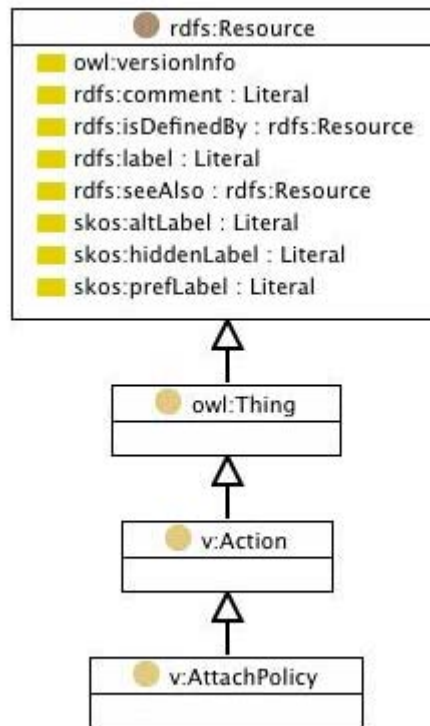 rdfs:Resource
owl:versionInfo
rdfs:comment : Literal
rdfs:isDefinedBy : rdfs:Resource
rdfs:label : Literal
rdfs:seeAlso : rdfs:Resource
skos:altLabel : Literal
skos:hiddenLabel : Literal
skos:prefLabel : Literal
owl:Thing
v:Action
v:AttachPolicy